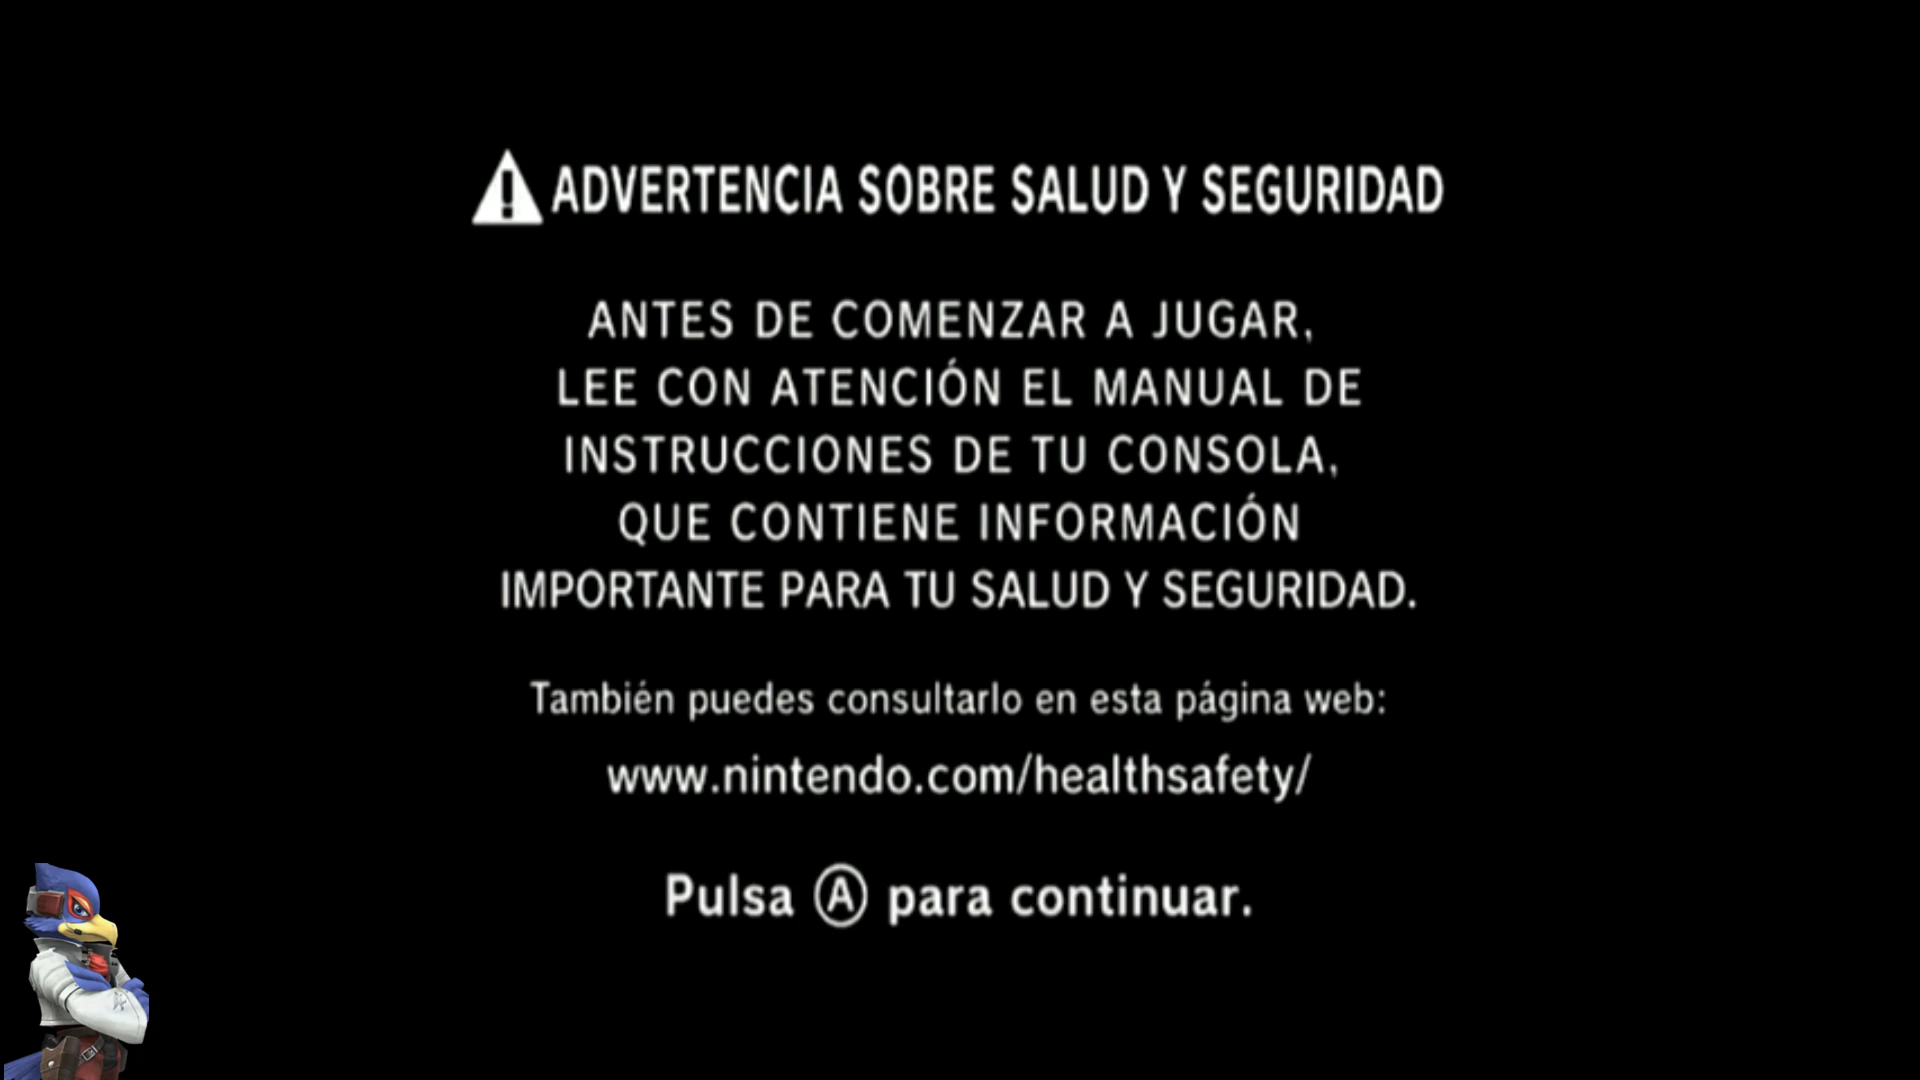 ADVERTENCIA SOBRE SALUD Y SEGURIDAD
ANTES DE COMENZAR A JUGAR,
LEE CON ATENCIÓN EL MANUAL DE
INSTRUCCIONES DE TU CONSOLA,
QUE CONTIENE INFORMACIÓN
IMPORTANTE PARA TU SALUD Y SEGURIDAD.
También puedes consultarlo en esta página web:
www.nintendo.com/healthsafety/
Pulsa Ⓐ para continuar.